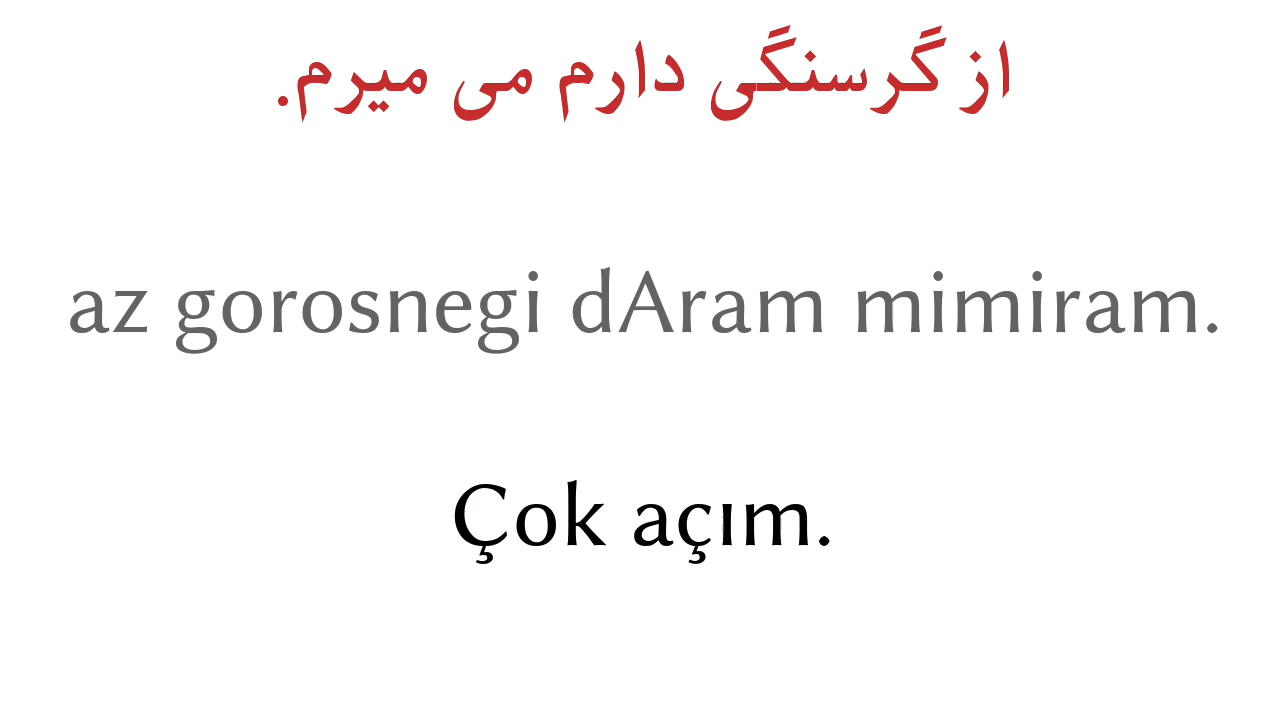 از گرسنگی دارم می میرم.
az gorosnegi dAram mimiram.
Çok açım.